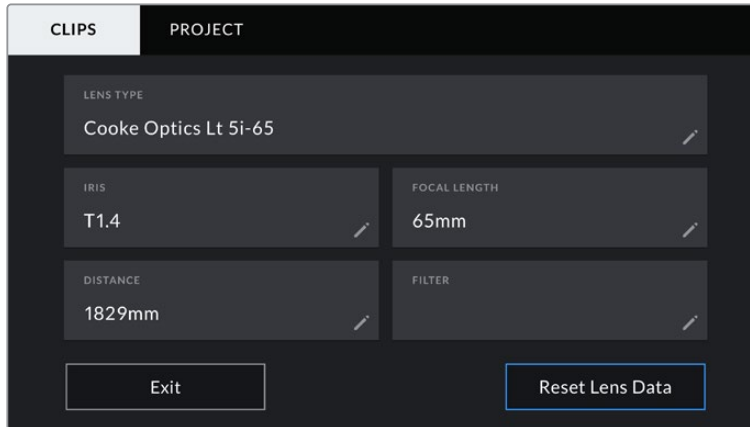 CLIPS PROJECT
LENS TYPE
Cooke Optics Lt 5i-65
IRIS FOCAL LENGTH
T1.4 65mm
DISTANCE FILTER
1829mm
Exit Reset Lens Data